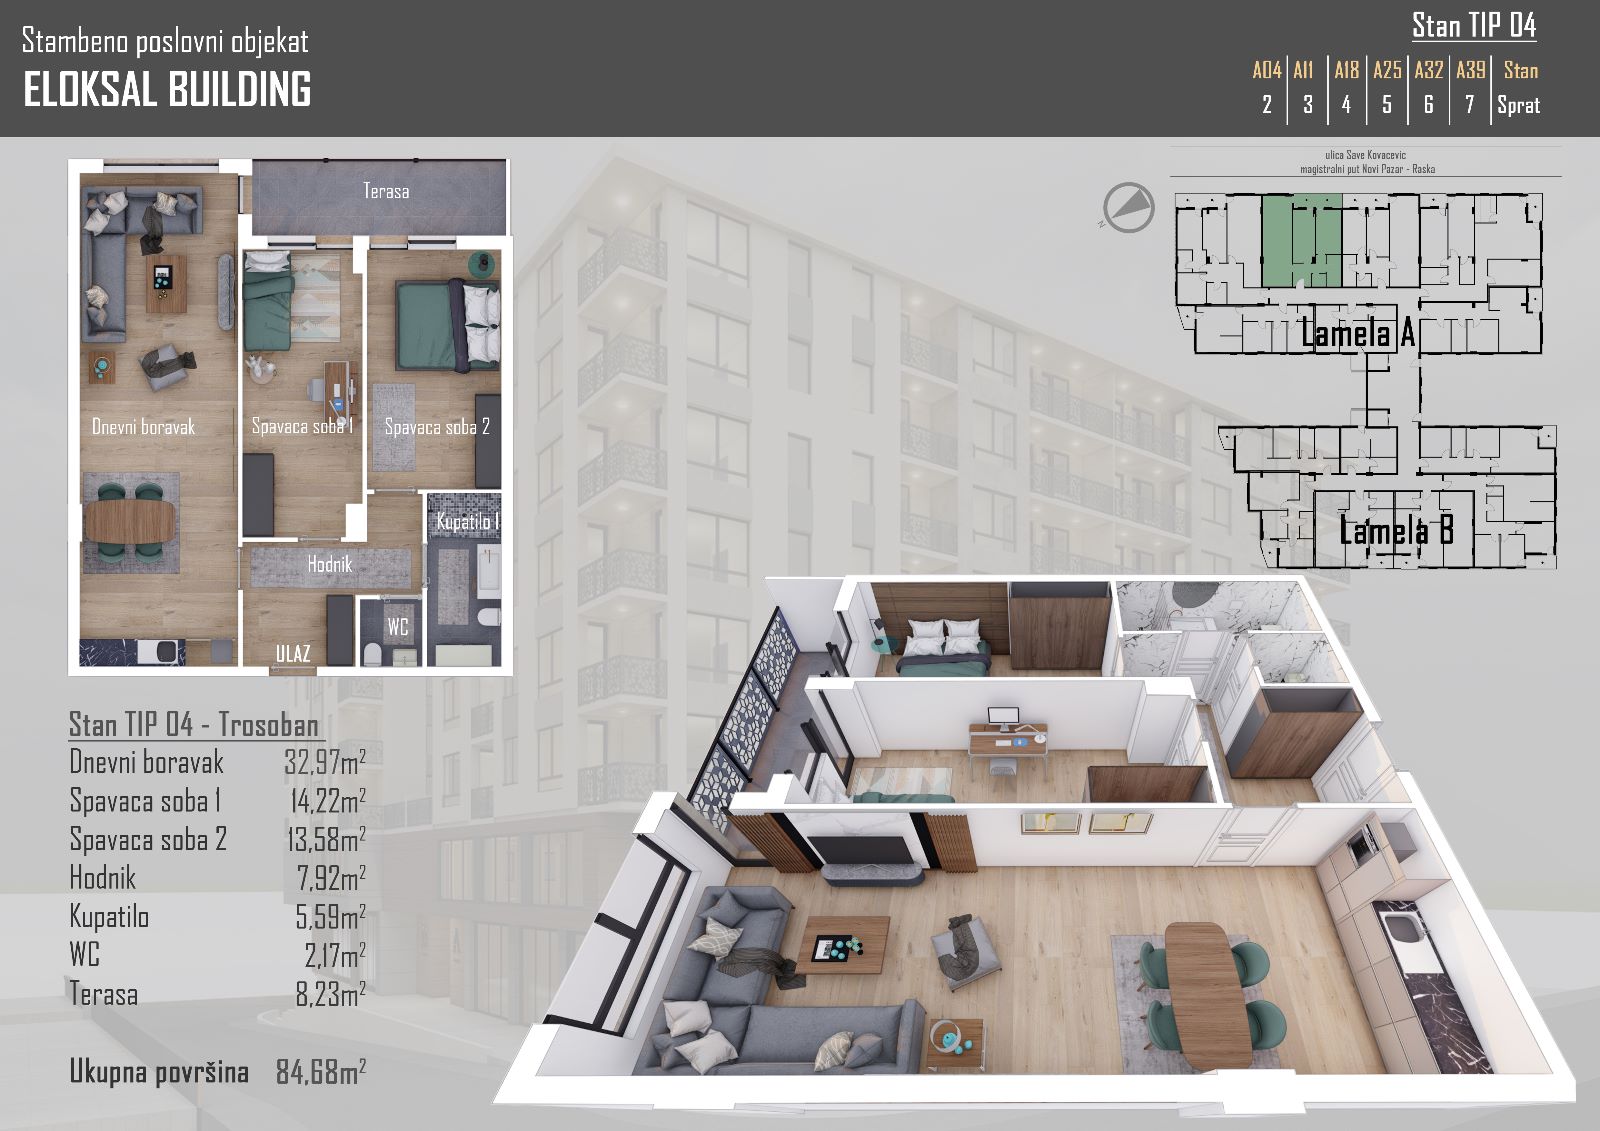 Stambeno poslovni objekat
ELOKSAL BUILDING
Stan TIP 04
A04 A11 A18 A25 A32 A39 Stan
2 3 4 5 6 7 Sprat
ulica Save Kovacevic
magistralni put Novi Pazar - Raska
N
Lamela A
Lamela B
Terasa
Dnevni boravak
Spavaca soba 1
Spavaca soba 2
Kupatilo 1
Hodnik
WC
ULAZ
Stan TIP 04 - Trosoban
Dnevni boravak 32,97m²
Spavaca soba 1 14,22m²
Spavaca soba 2 13,58m²
Hodnik 7,92m²
Kupatilo 5,59m²
WC 2,17m²
Terasa 8,23m²
Ukupna površina 84,68m²